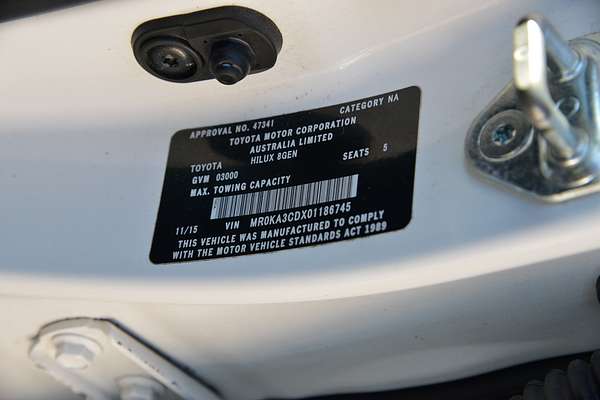 APPROVAL NO. 47341 CATEGORY NA
TOYOTA MOTOR CORPORATION
AUSTRALIA LIMITED
TOYOTA HILUX 8GEN SEATS 5
GVM 03000
MAX. TOWING CAPACITY
11/15 VIN MR0KA3CDX01186745
THIS VEHICLE WAS MANUFACTURED TO COMPLY
WITH THE MOTOR VEHICLE STANDARDS ACT 1989